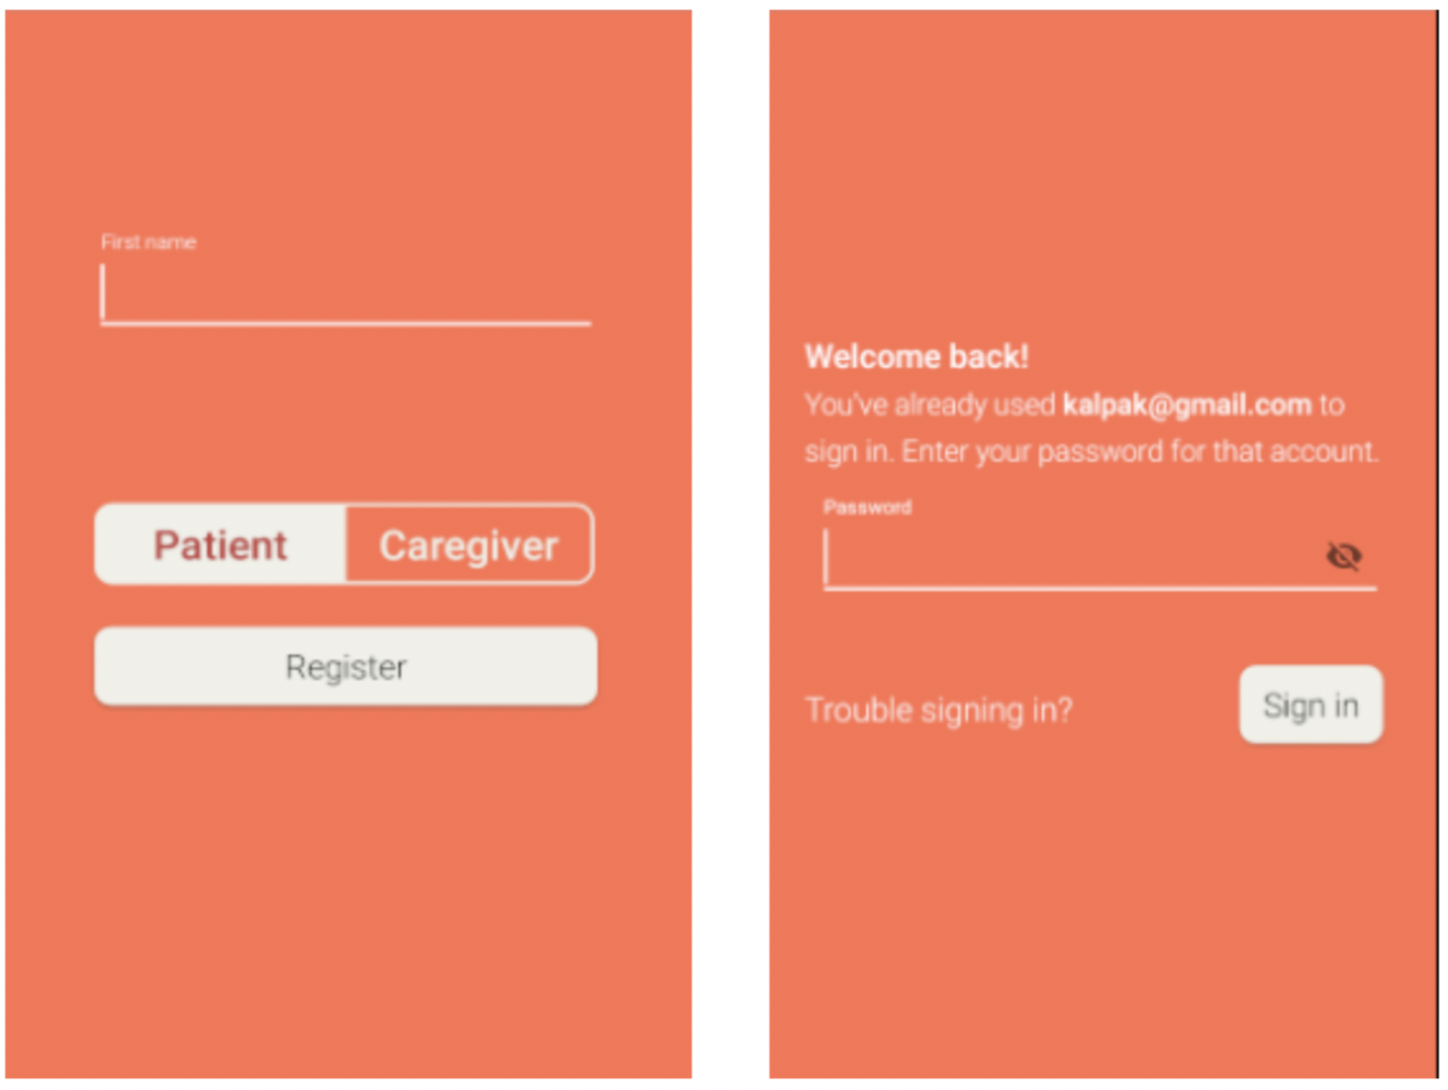 First name
Patient
Caregiver
Register
Welcome back!
You've already used kalpak@gmail.com to
sign in. Enter your password for that account.
Password
Trouble signing in?
Sign in